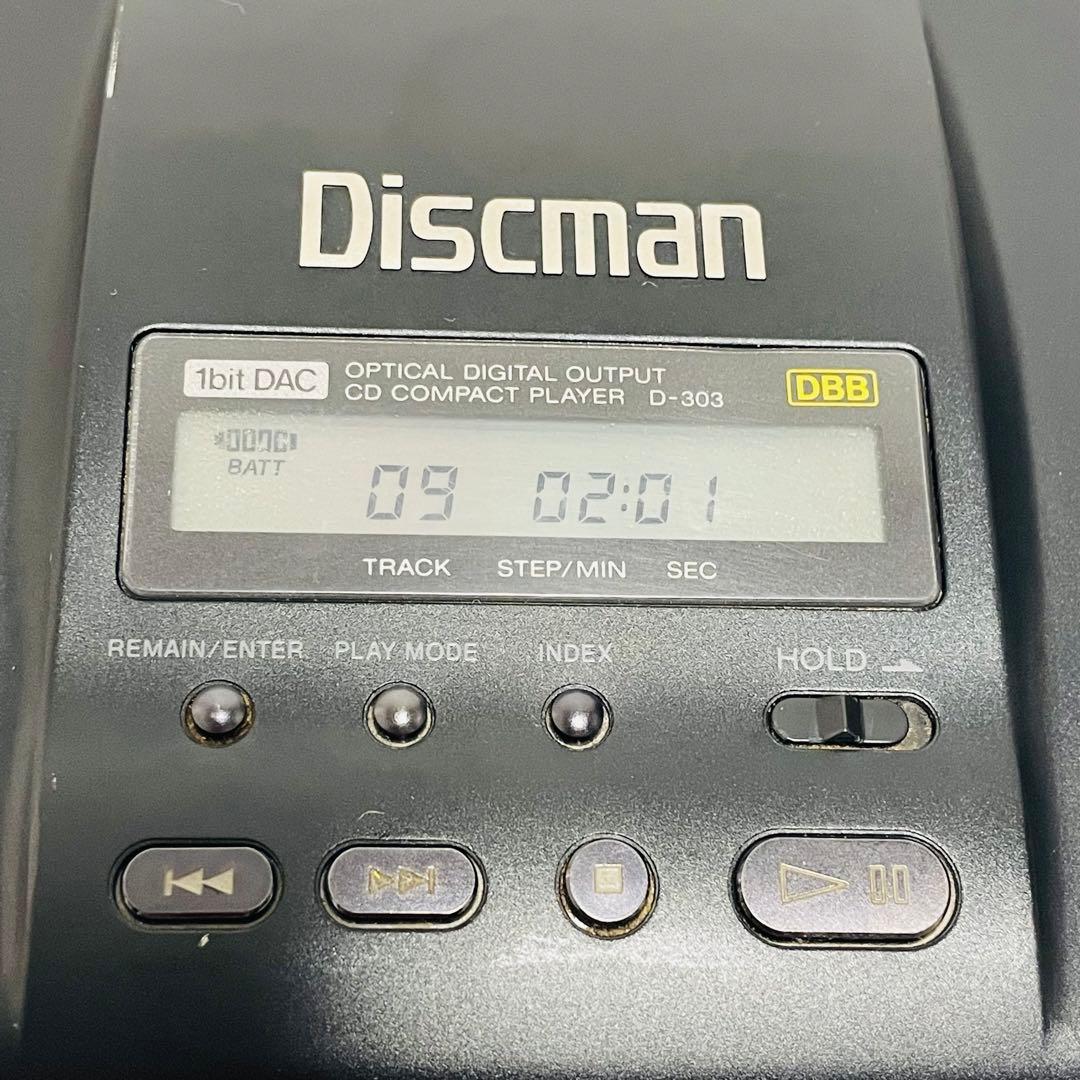 Discman
1bit DAC
OPTICAL DIGITAL OUTPUT
CD COMPACT PLAYER D-303
DBB
BATT
09 02:01
TRACK STEP/MIN SEC
REMAIN/ENTER PLAY MODE INDEX HOLD